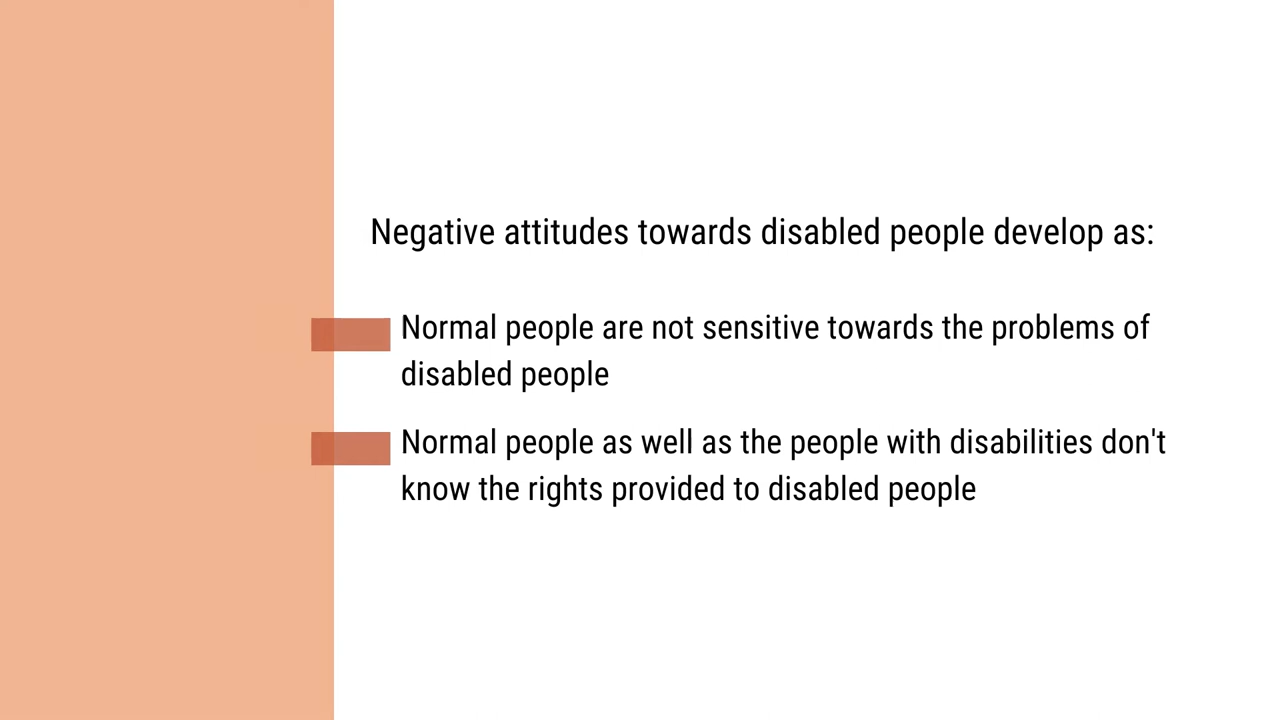 Negative attitudes towards disabled people develop as:
Normal people are not sensitive towards the problems of
disabled people
Normal people as well as the people with disabilities don't
know the rights provided to disabled people